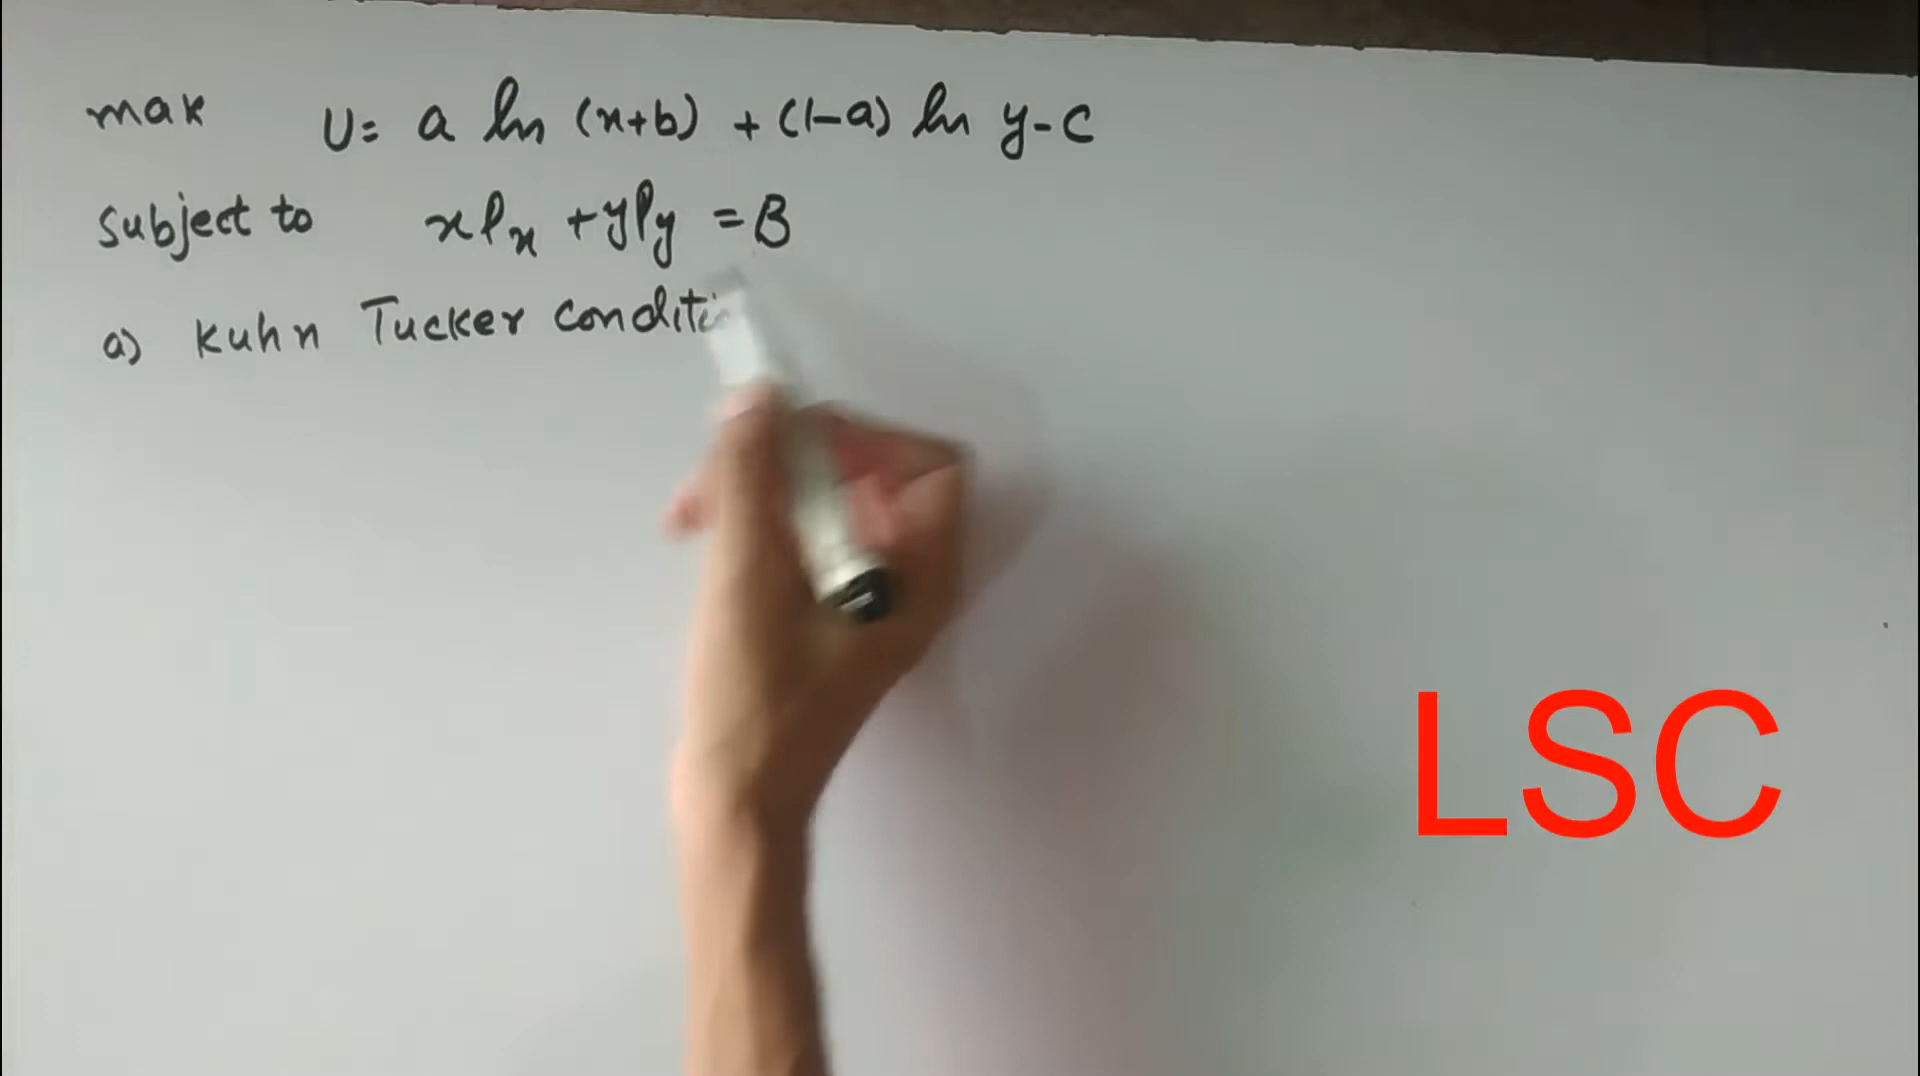 max U= a ln (x+b) + (1-a) ln y-c
subject to xPx +yPy =B
a) Kuhn Tucker
LSC